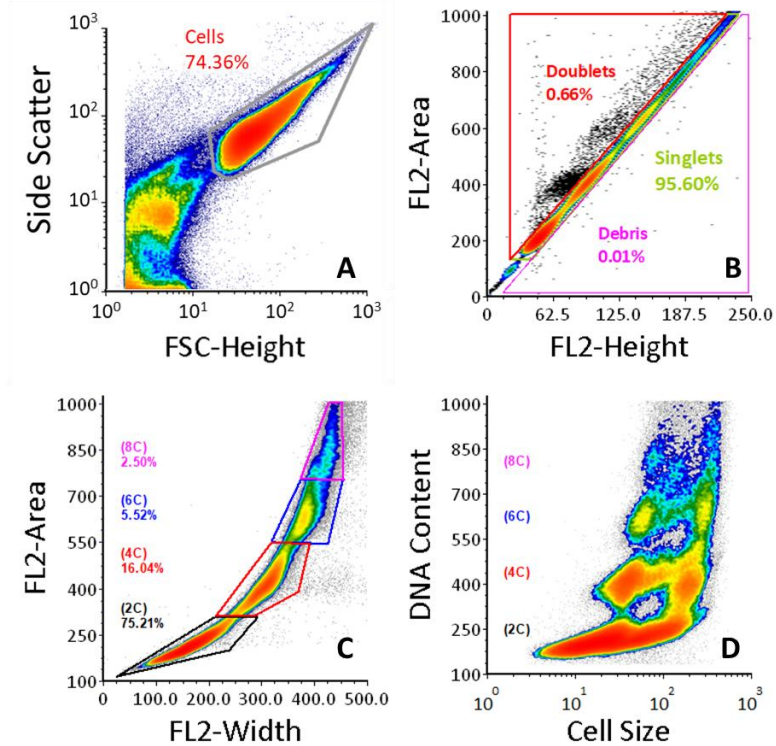 Cells
74.36%
10³
10²
10¹
10⁰
Side Scatter
A
10⁰
10¹
10²
10³
FSC-Height
1000
800
600
400
200
0
FL2-Area
Doublets
0.66%
Singlets
95.60%
Debris
0.01%
B
0
62.5
125.0
187.5
250.0
FL2-Height
1000
850
700
550
400
250
100
FL2-Area
(8C)
2.50%
(6C)
5.52%
(4C)
16.04%
(2C)
75.21%
C
0
100.0
200.0
300.0
400.0
500.0
FL2-Width
1000
850
700
550
400
250
100
DNA Content
(8C)
(6C)
(4C)
(2C)
D
10⁰
10¹
10²
10³
Cell Size